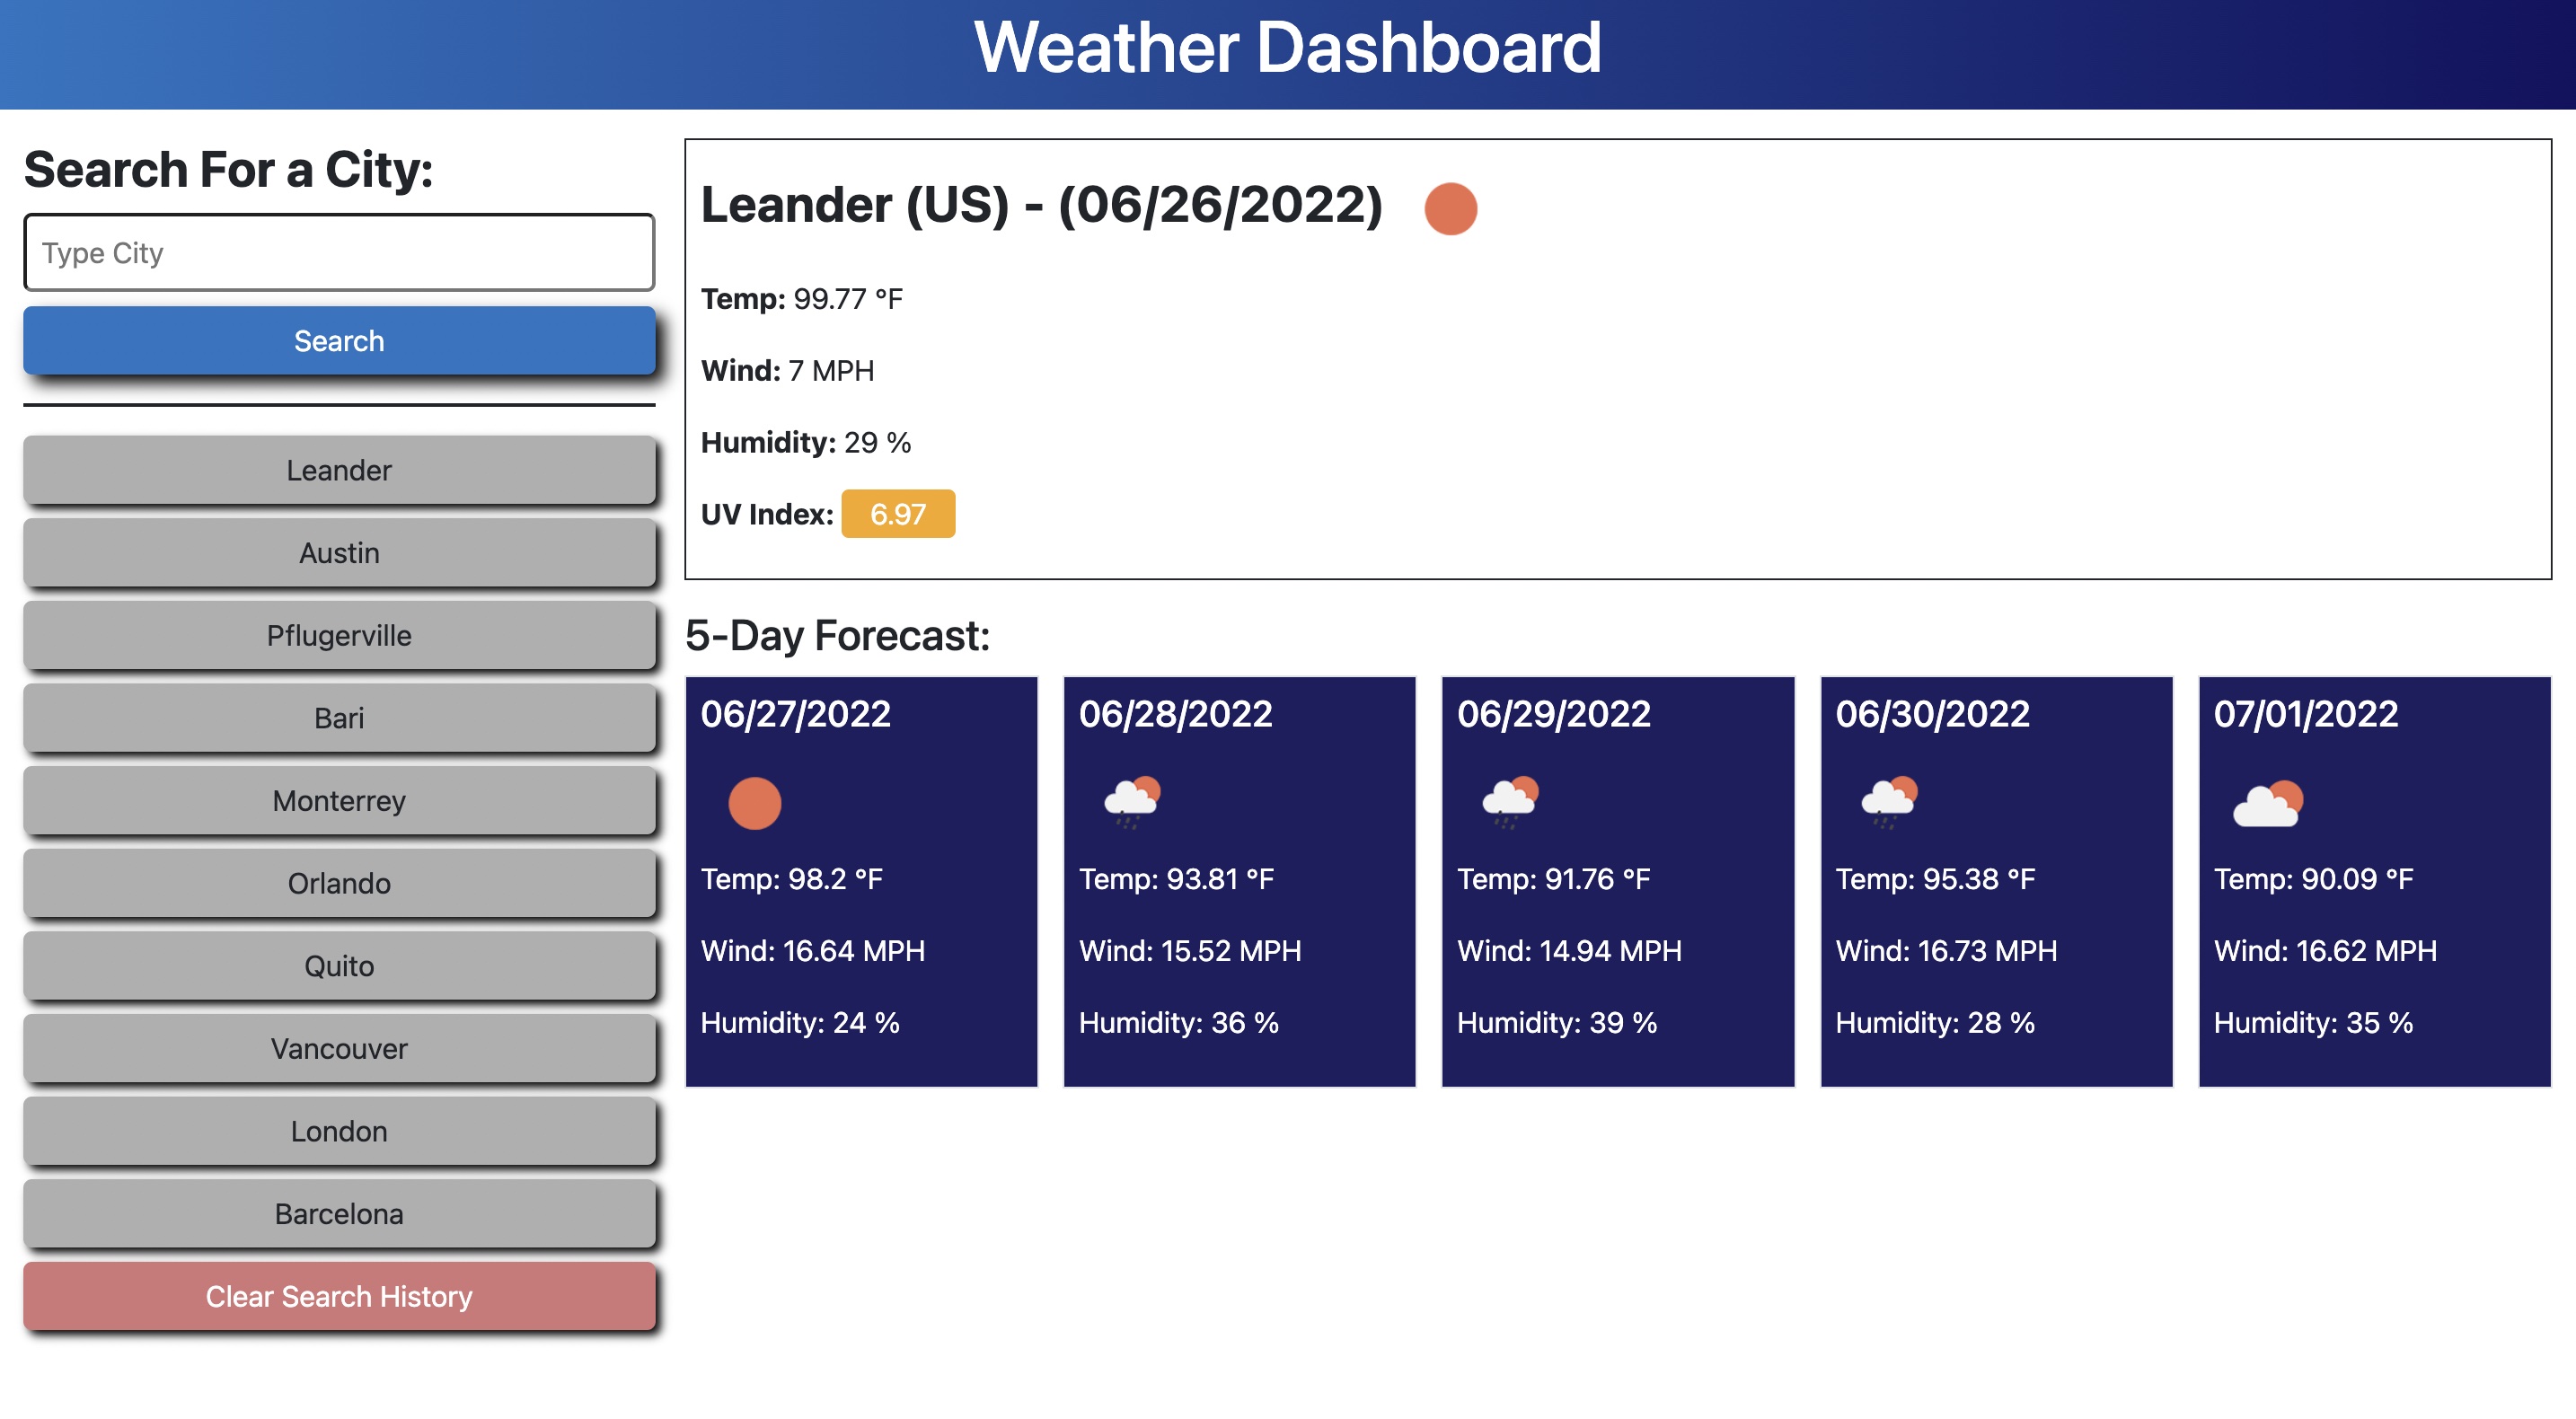 Weather Dashboard
Search For a City:
Type City
Search
Leander
Austin
Pflugerville
Bari
Monterrey
Orlando
Quito
Vancouver
London
Barcelona
Clear Search History
Leander (US) - (06/26/2022)
Temp: 99.77 °F
Wind: 7 MPH
Humidity: 29 %
UV Index: 6.97
5-Day Forecast:
06/27/2022
Temp: 98.2 °F
Wind: 16.64 MPH
Humidity: 24 %
06/28/2022
Temp: 93.81 °F
Wind: 15.52 MPH
Humidity: 36 %
06/29/2022
Temp: 91.76 °F
Wind: 14.94 MPH
Humidity: 39 %
06/30/2022
Temp: 95.38 °F
Wind: 16.73 MPH
Humidity: 28 %
07/01/2022
Temp: 90.09 °F
Wind: 16.62 MPH
Humidity: 35 %